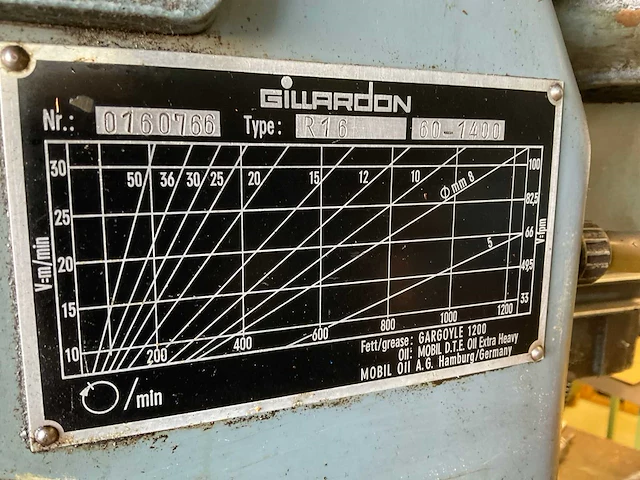 GILLARDON
Nr.: 0160766 Type: R16 60-1400
30 50 36 30 25 20 15 12 10 Ø mm 8 100
25 82,5
V=m/min 20 5 66 V=fpm
15 49,5
10 200 400 600 800 1000 1200 33
Fett/grease: GARGOYLE 1200
Oil: MOBIL D.T.E. Oil Extra Heavy
/min MOBIL Oil A.G. Hamburg/Germany